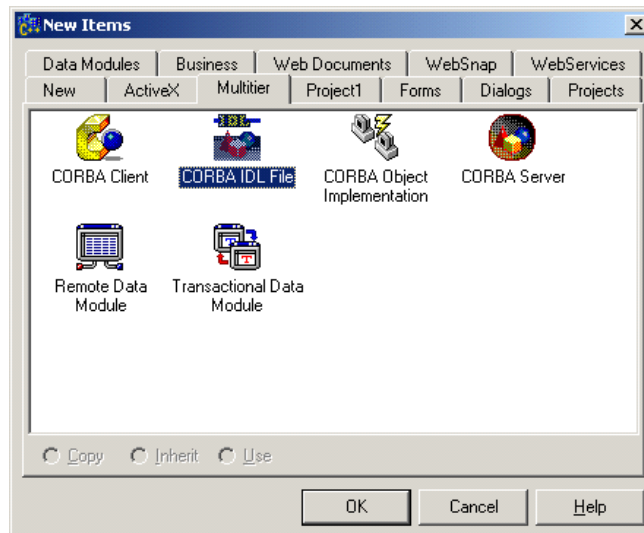 New Items
Data Modules Business Web Documents WebSnap WebServices
New ActiveX Multitier Project1 Forms Dialogs Projects
CORBA Client CORBA IDL File CORBA Object CORBA Server
Implementation
Remote Data Transactional Data
Module Module
Copy Inherit Use
OK Cancel Help